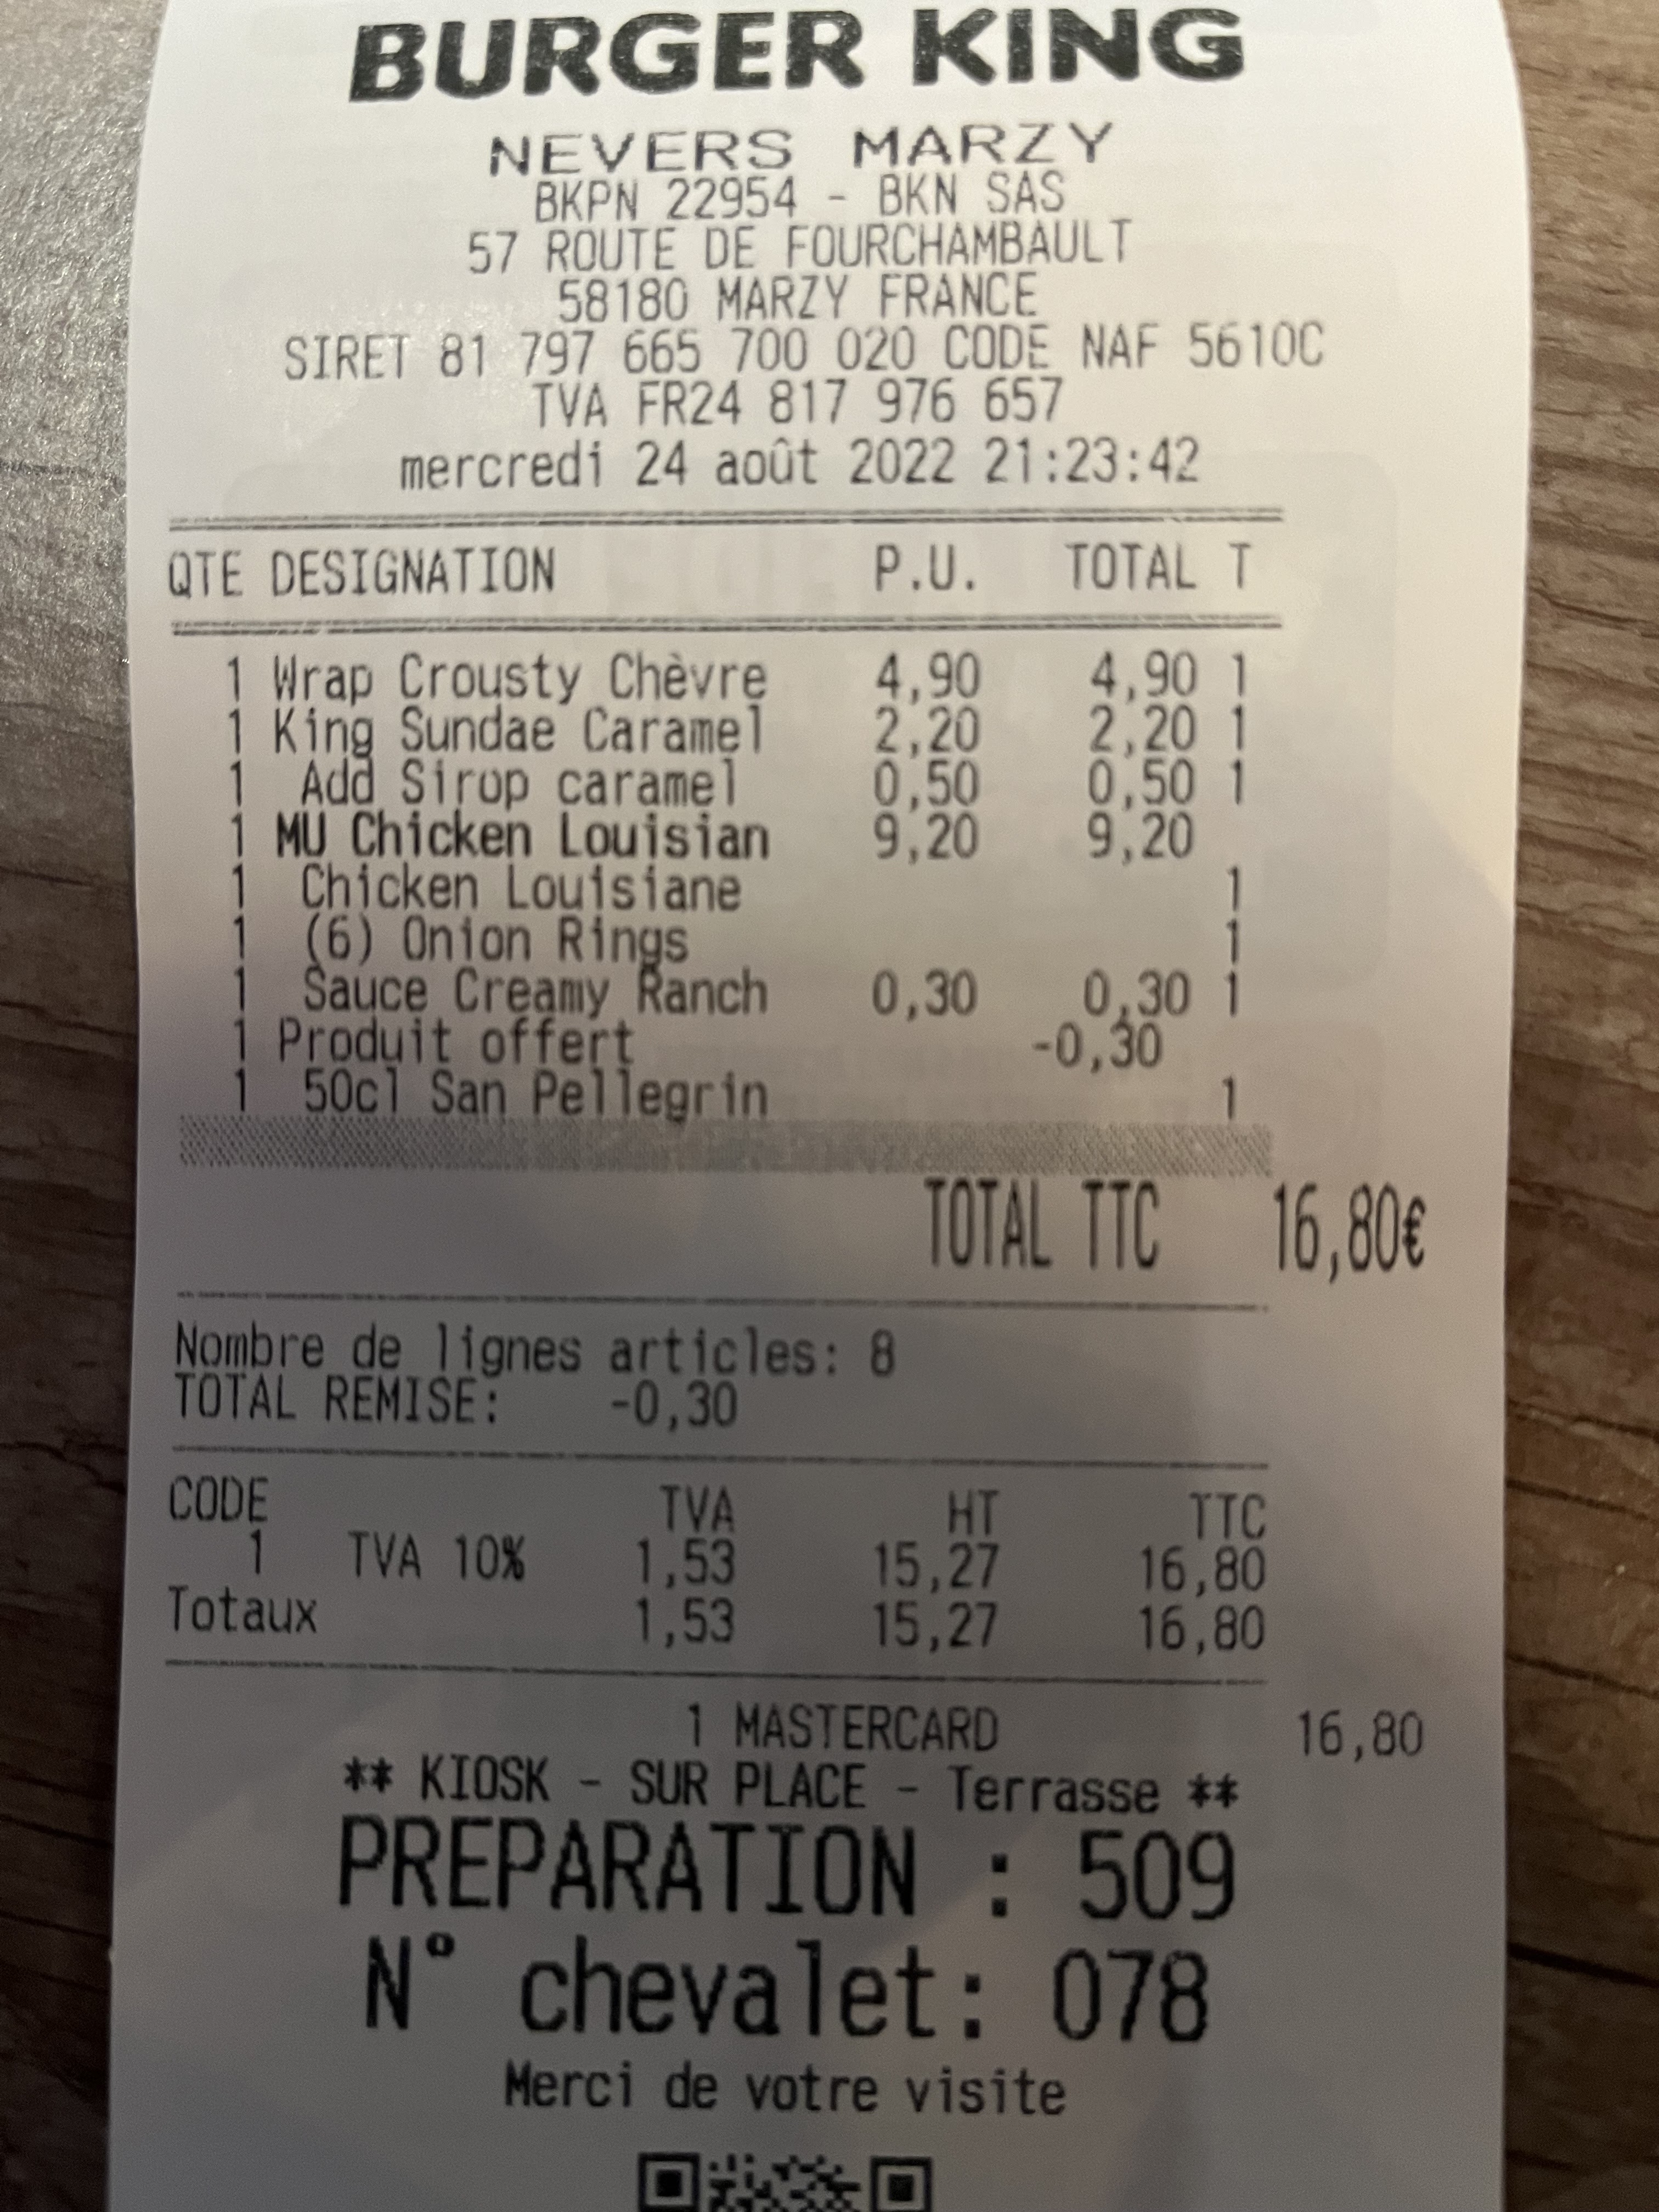 BURGER KING
NEVERS MARZY
BKPN 22954 - BKN SAS
57 ROUTE DE FOURCHAMBAULT
58180 MARZY FRANCE
SIRET 81 797 665 700 020 CODE NAF 5610C
TVA FR24 817 976 657
mercredi 24 août 2022 21:23:42
QTE DESIGNATION P.U. TOTAL T
1 Wrap Crousty Chèvre 4,90 4,90 1
1 King Sundae Caramel 2,20 2,20 1
1 Add Sirop caramel 0,50 0,50 1
1 MU Chicken Louisian 9,20 9,20
1 Chicken Louisiane 1
1 (6) Onion Rings 1
1 Sauce Creamy Ranch 0,30 0,30 1
1 Produit offert -0,30
1 50cl San Pellegrin 1
TOTAL TTC 16,80€
Nombre de lignes articles: 8
TOTAL REMISE: -0,30
CODE TVA HT TTC
1 TVA 10% 1,53 15,27 16,80
Totaux 1,53 15,27 16,80
1 MASTERCARD 16,80
** KIOSK - SUR PLACE - Terrasse **
PREPARATION : 509
N° chevalet: 078
Merci de votre visite